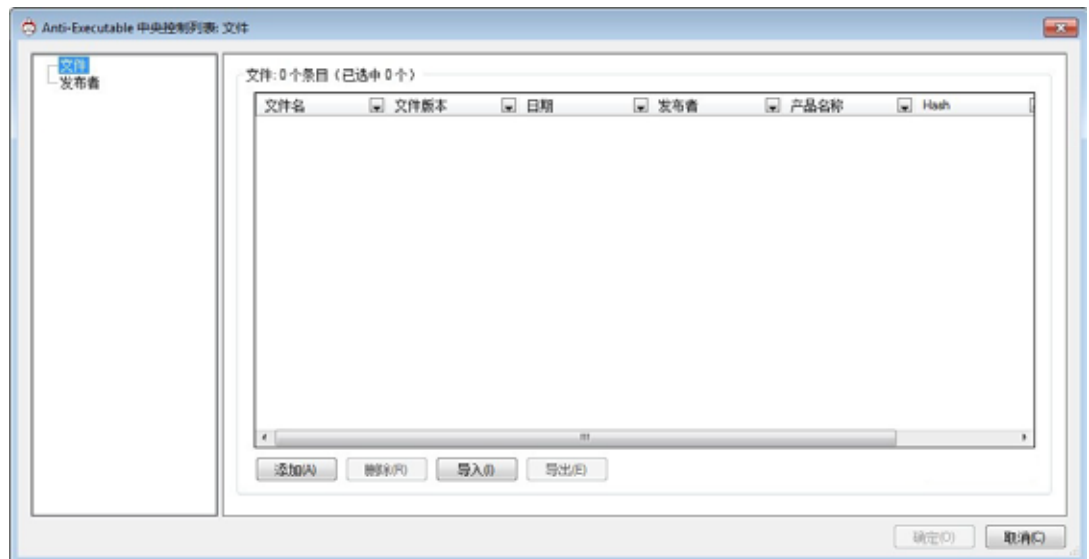 Anti-Executable 中央控制列表: 文件
文件
发布者
文件: 0 个条目 (已选中 0 个)
文件名 文件版本 日期 发布者 产品名称 Hash
添加(A) 删除(R) 导入(I) 导出(E)
确定(O) 取消(C)